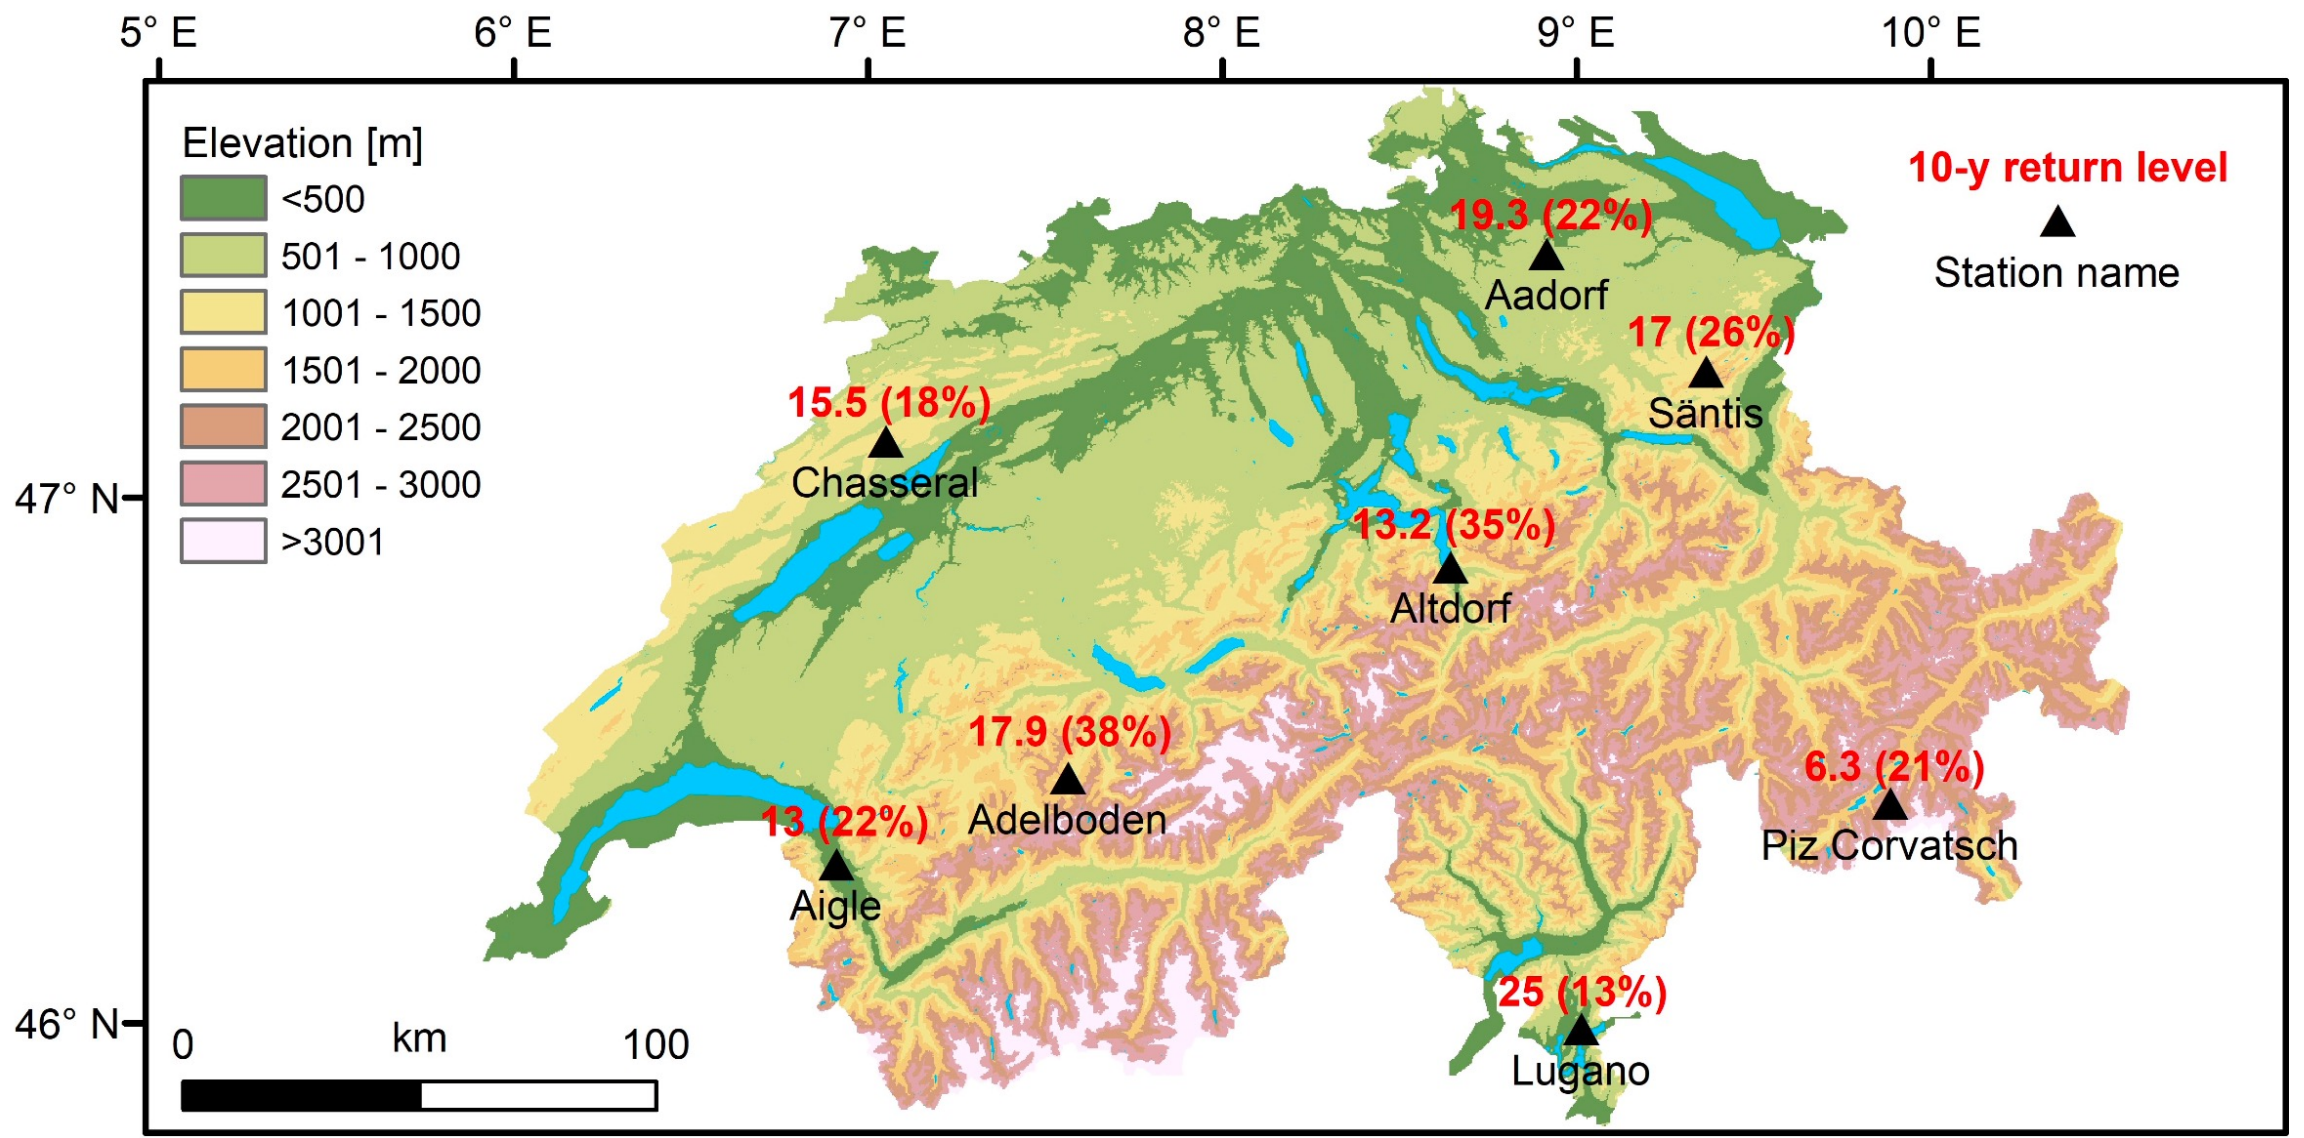 5° E
6° E
7° E
8° E
9° E
10° E
Elevation [m]
<500
501 - 1000
1001 - 1500
1501 - 2000
2001 - 2500
2501 - 3000
>3001
10-y return level
Station name
19.3 (22%)
Aadorf
17 (26%)
Säntis
15.5 (18%)
Chasseral
47° N
13.2 (35%)
Altdorf
17.9 (38%)
Adelboden
6.3 (21%)
Piz Corvatsch
13 (22%)
Aigle
25 (13%)
Lugano
46° N
0 km 100